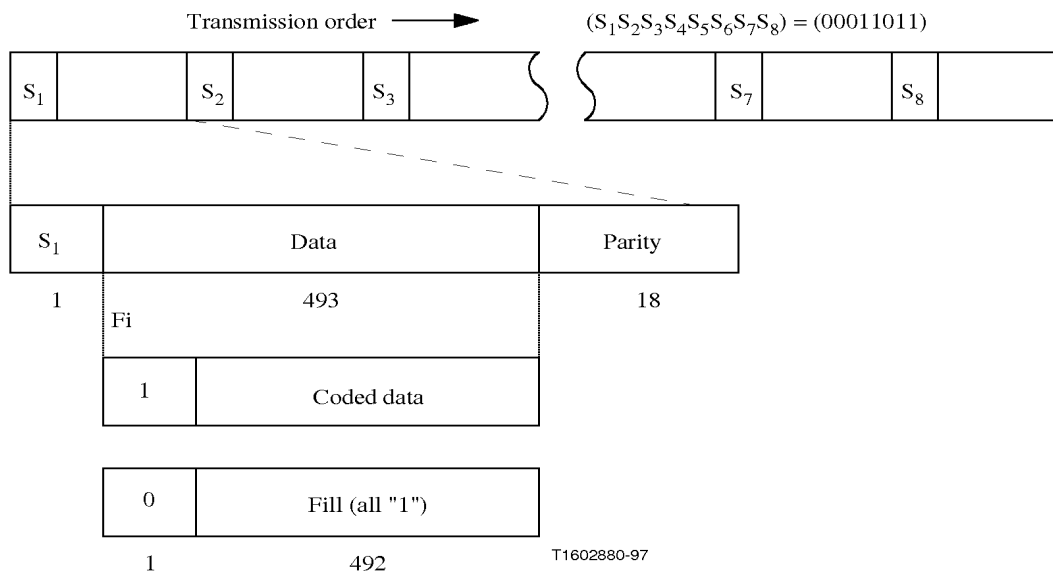 Transmission order (S₁S₂S₃S₄S₅S₆S₇S₈) = (00011011)
S₁ S₂ S₃ S₇ S₈
S₁ Data Parity
1 493 18
Fi
1 Coded data
0 Fill (all "1")
1 492 T1602880-97